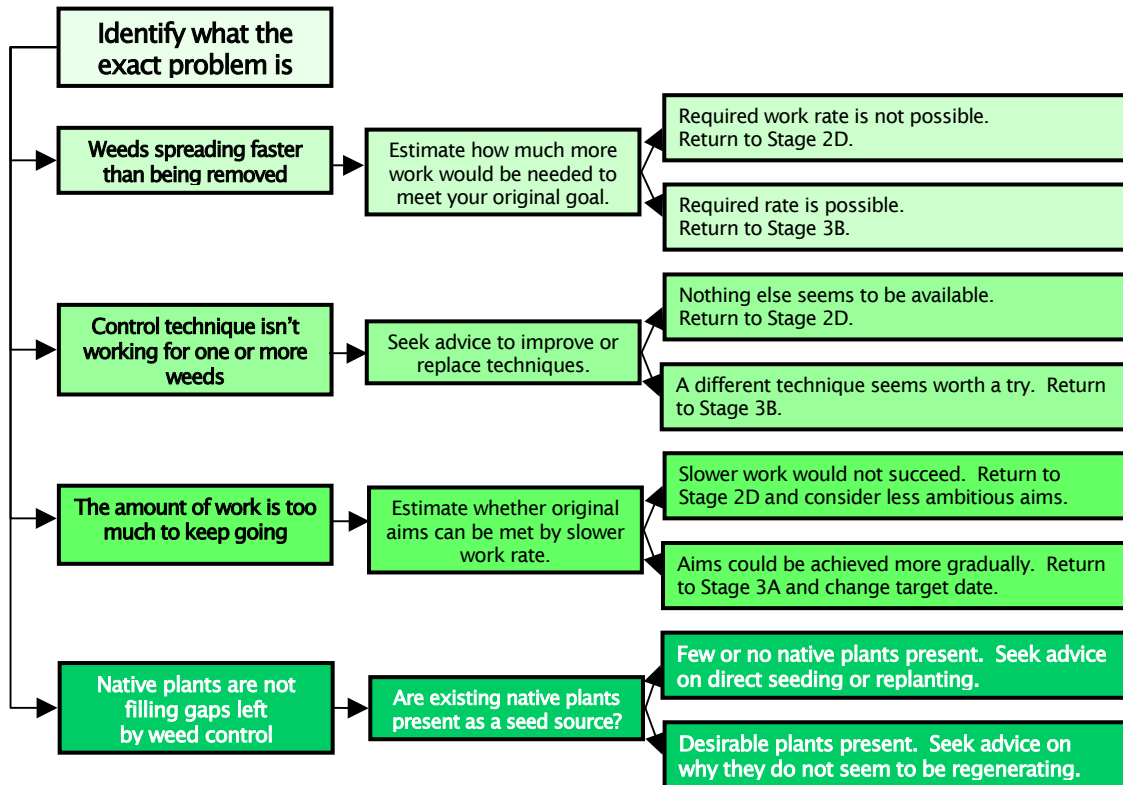 Identify what the
exact problem is
Weeds spreading faster
than being removed
Estimate how much more
work would be needed to
meet your original goal.
Required work rate is not possible.
Return to Stage 2D.
Required rate is possible.
Return to Stage 3B.
Control technique isn't
working for one or more
weeds
Seek advice to improve or
replace techniques.
Nothing else seems to be available.
Return to Stage 2D.
A different technique seems worth a try.  Return
to Stage 3B.
The amount of work is too
much to keep going
Estimate whether original
aims can be met by slower
work rate.
Slower work would not succeed.  Return to
Stage 2D and consider less ambitious aims.
Aims could be achieved more gradually.  Return
to Stage 3A and change target date.
Native plants are not
filling gaps left
by weed control
Are existing native plants
present as a seed source?
Few or no native plants present.  Seek advice
on direct seeding or replanting.
Desirable plants present.  Seek advice on
why they do not seem to be regenerating.